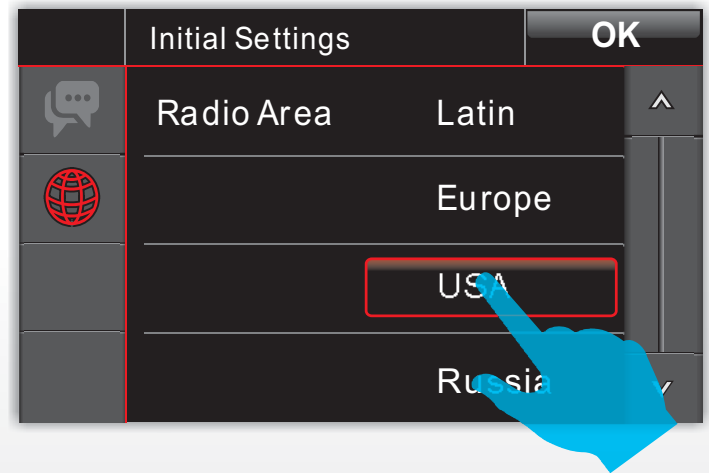 Initial Settings OK
Radio Area Latin
Europe
USA
Russia